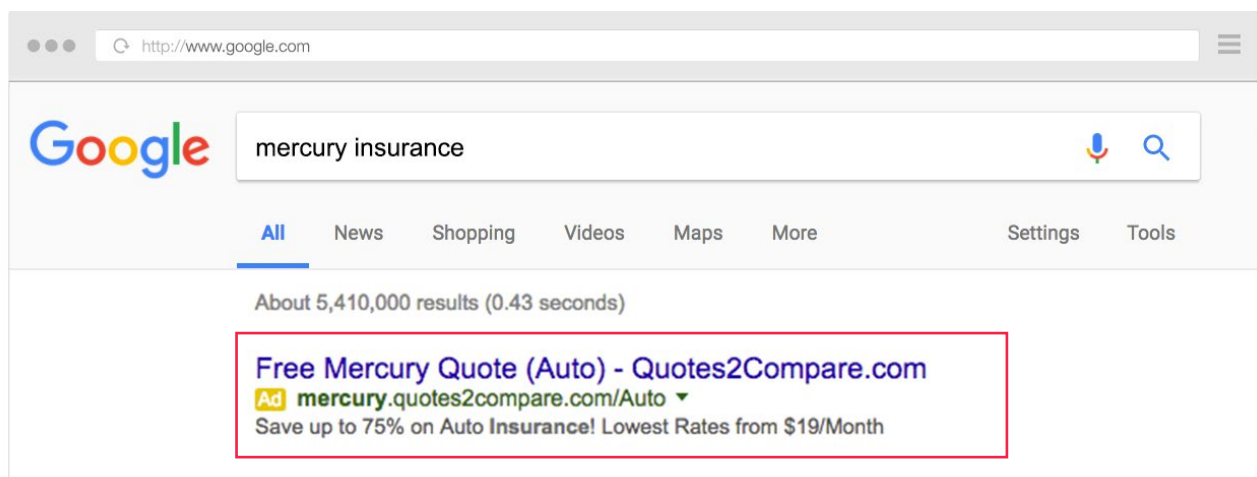 http://www.google.com
Google
mercury insurance
All News Shopping Videos Maps More Settings Tools
About 5,410,000 results (0.43 seconds)
Free Mercury Quote (Auto) - Quotes2Compare.com
Ad mercury.quotes2compare.com/Auto
Save up to 75% on Auto Insurance! Lowest Rates from $19/Month